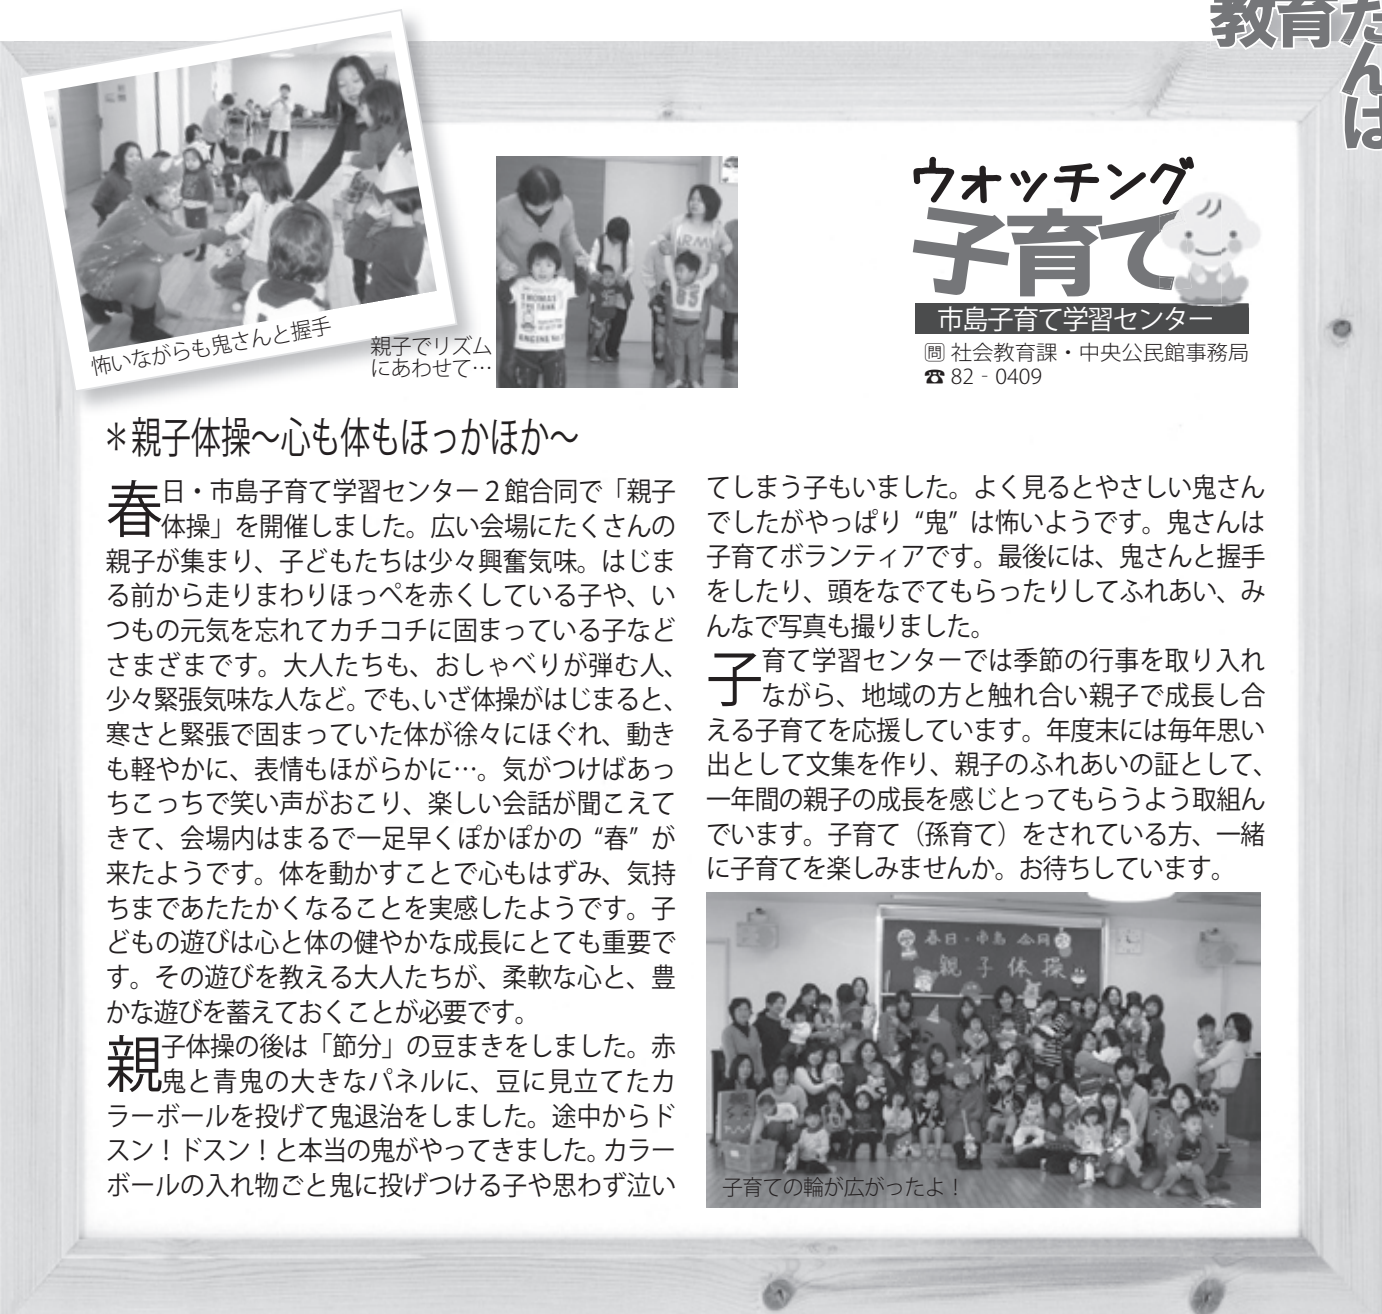 教育たんば
ウォッチング
子育て
市島子育て学習センター
問 社会教育課・中央公民館事務局
☎ 82‐0409
怖いながらも鬼さんと握手
親子でリズム
にあわせて…
THOMAS
THE TANK
ARMY
85
＊親子体操～心も体もほっかほか～
春日・市島子育て学習センター２館合同で「親子
体操」を開催しました。広い会場にたくさんの
親子が集まり、子どもたちは少々興奮気味。はじま
る前から走りまわりほっぺを赤くしている子や、い
つもの元気を忘れてカチコチに固まっている子など
さまざまです。大人たちも、おしゃべりが弾む人、
少々緊張気味な人など。でも、いざ体操がはじまると、
寒さと緊張で固まっていた体が徐々にほぐれ、動き
も軽やかに、表情もほがらかに…。気がつけばあっ
ちこっちで笑い声がおこり、楽しい会話が聞こえて
きて、会場内はまるで一足早くぽかぽかの“春”が
来たようです。体を動かすことで心もはずみ、気持
ちまであたたかくなることを実感したようです。子
どもの遊びは心と体の健やかな成長にとても重要で
す。その遊びを教える大人たちが、柔軟な心と、豊
かな遊びを蓄えておくことが必要です。
親子体操の後は「節分」の豆まきをしました。赤
鬼と青鬼の大きなパネルに、豆に見立てたカ
ラーボールを投げて鬼退治をしました。途中からド
スン！ドスン！と本当の鬼がやってきました。カラー
ボールの入れ物ごと鬼に投げつける子や思わず泣い
てしまう子もいました。よく見るとやさしい鬼さん
でしたがやっぱり“鬼”は怖いようです。鬼さんは
子育てボランティアです。最後には、鬼さんと握手
をしたり、頭をなでてもらったりしてふれあい、み
んなで写真も撮りました。
子育て学習センターでは季節の行事を取り入れ
ながら、地域の方と触れ合い親子で成長し合
える子育てを応援しています。年度末には毎年思い
出として文集を作り、親子のふれあいの証として、
一年間の親子の成長を感じとってもらうよう取組ん
でいます。子育て（孫育て）をされている方、一緒
に子育てを楽しみませんか。お待ちしています。
春日・市島 合同
親子体操
子育ての輪が広がったよ！